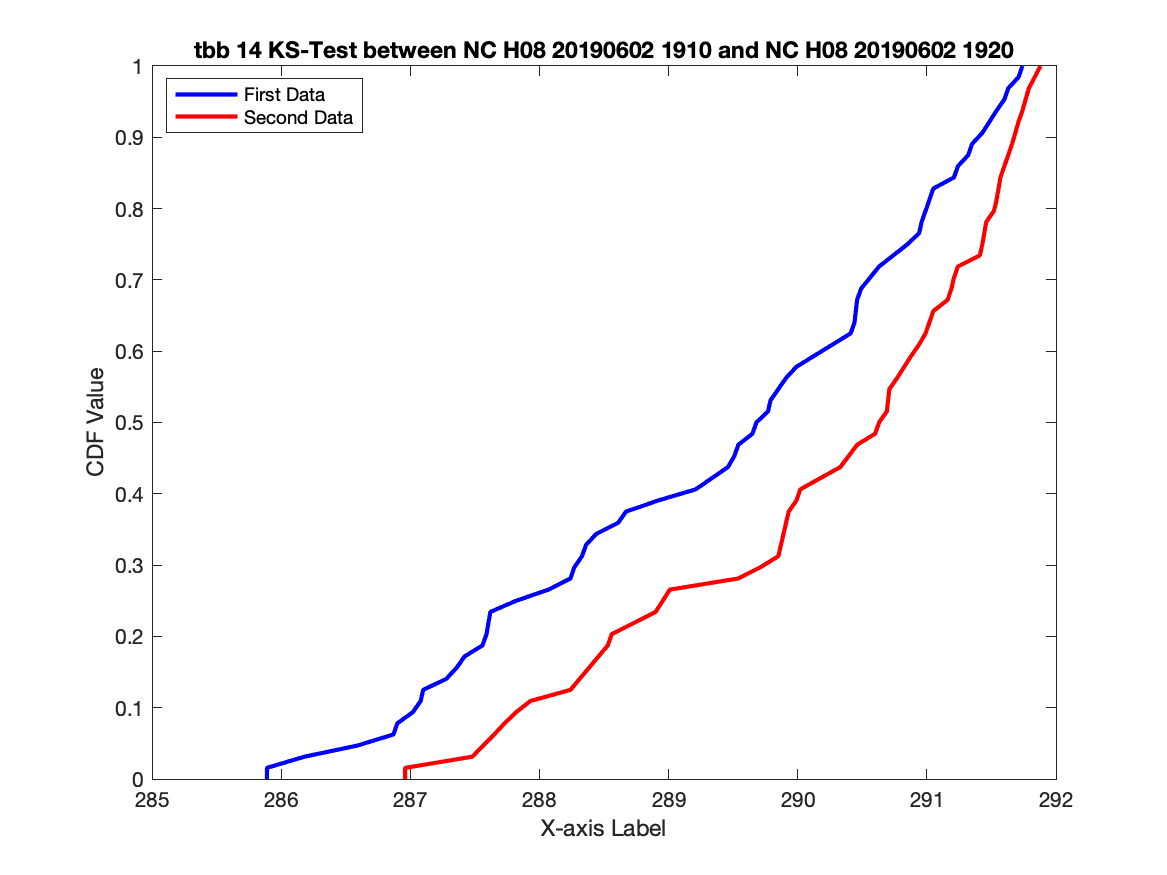 tbb 14 KS-Test between NC H08 20190602 1910 and NC H08 20190602 1920
First Data
Second Data
1
0.9
0.8
0.7
0.6
0.5
0.4
0.3
0.2
0.1
0
CDF Value
285 286 287 288 289 290 291 292
X-axis Label